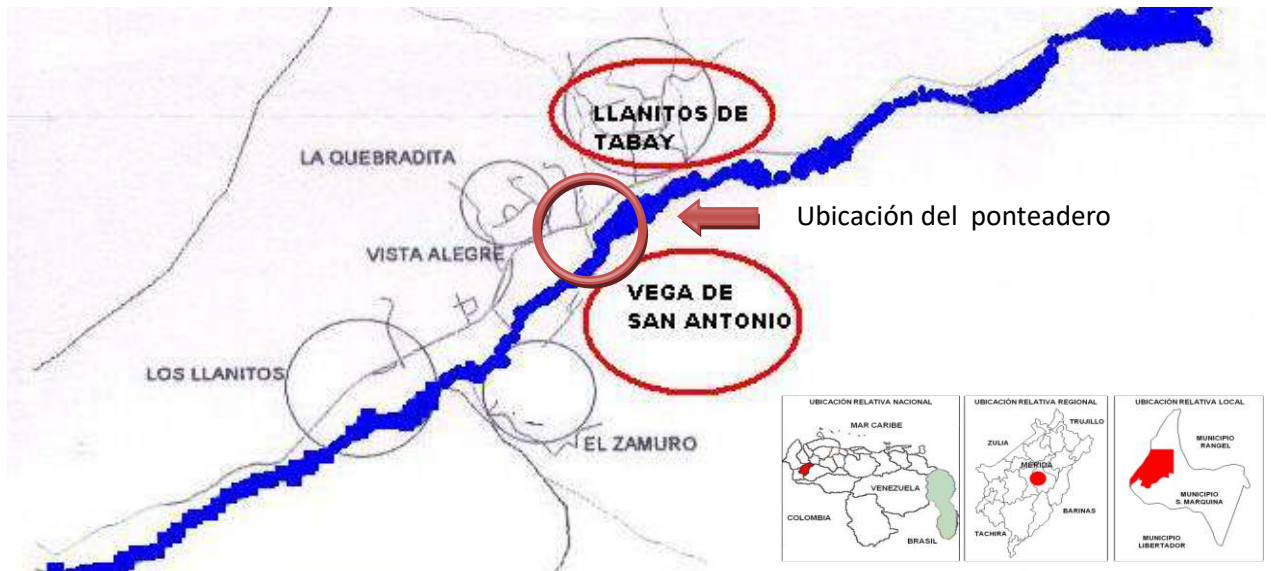 LLANITOS DE
TABAY
LA QUEBRADITA
Ubicación del ponteadero
VISTA ALEGRE
VEGA DE
SAN ANTONIO
LOS LLANITOS
EL ZAMURO
UBICACIÓN RELATIVA NACIONAL
MAR CARIBE
VENEZUELA
COLOMBIA
BRASIL
UBICACIÓN RELATIVA REGIONAL
TRUJILLO
ZULIA
MÉRIDA
BARINAS
TACHIRA
UBICACIÓN RELATIVA LOCAL
MUNICIPIO
RANGEL
MUNICIPIO
S. MARQUINA
MUNICIPIO
LIBERTADOR